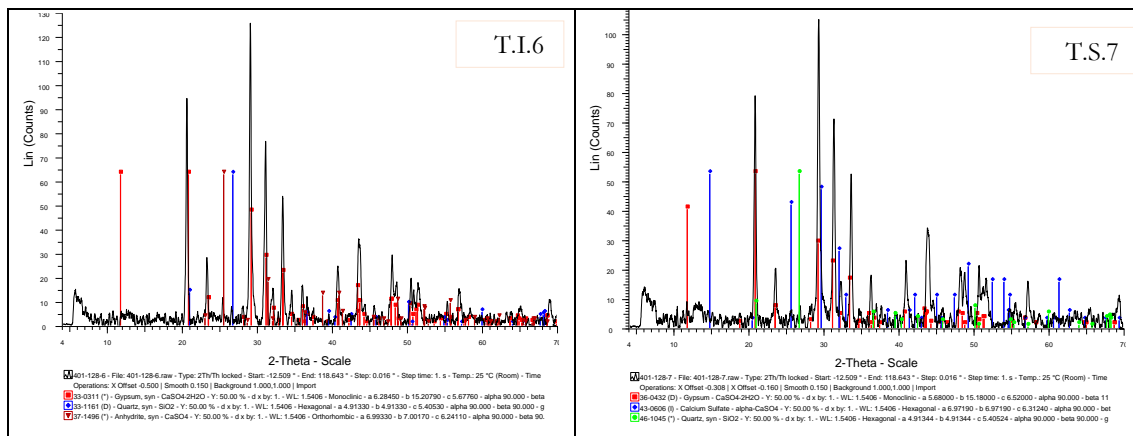 T.I.6
Lin (Counts)
130
120
110
100
90
80
70
60
50
40
30
20
10
0
4 10 20 30 40 50 60 70
2-Theta - Scale
401-128-6 - File: 401-128-6.raw - Type: 2Th/Th locked - Start: -12.509 ° - End: 118.643 ° - Step: 0.016 ° - Step time: 1. s - Temp.: 25 °C (Room) - Time
Operations: X Offset -0.500 | Smooth 0.150 | Background 1.000,1.000 | Import
33-0311 (*) - Gypsum, syn - CaSO4·2H2O - Y: 50.00 % - d x by: 1. - WL: 1.5406 - Monoclinic - a 6.28450 - b 15.20790 - c 5.67760 - alpha 90.000 - beta
33-1161 (D) - Quartz, syn - SiO2 - Y: 50.00 % - d x by: 1. - WL: 1.5406 - Hexagonal - a 4.91330 - b 4.91330 - c 5.40530 - alpha 90.000 - beta 90.000 - g
37-1496 (*) - Anhydrite, syn - CaSO4 - Y: 50.00 % - d x by: 1. - WL: 1.5406 - Orthorhombic - a 6.99330 - b 7.00170 - c 6.24110 - alpha 90.000 - beta 90.
T.S.7
Lin (Counts)
100
90
80
70
60
50
40
30
20
10
0
4 10 20 30 40 50 60 70
2-Theta - Scale
401-128-7 - File: 401-128-7.raw - Type: 2Th/Th locked - Start: -12.509 ° - End: 118.643 ° - Step: 0.016 ° - Step time: 1. s - Temp.: 25 °C (Room) - Time
Operations: X Offset -0.308 | X Offset -0.160 | Smooth 0.150 | Background 1.000,1.000 | Import
36-0432 (D) - Gypsum - CaSO4·2H2O - Y: 50.00 % - d x by: 1. - WL: 1.5406 - Monoclinic - a 5.68000 - b 15.18000 - c 6.52000 - alpha 90.000 - beta 11
43-0606 (I) - Calcium Sulfate - alpha-CaSO4 - Y: 50.00 % - d x by: 1. - WL: 1.5406 - Hexagonal - a 6.97190 - b 6.97190 - c 6.31240 - alpha 90.000 - bet
46-1045 (*) - Quartz, syn - SiO2 - Y: 50.00 % - d x by: 1. - WL: 1.5406 - Hexagonal - a 4.91344 - b 4.91344 - c 5.40524 - alpha 90.000 - beta 90.000 - g